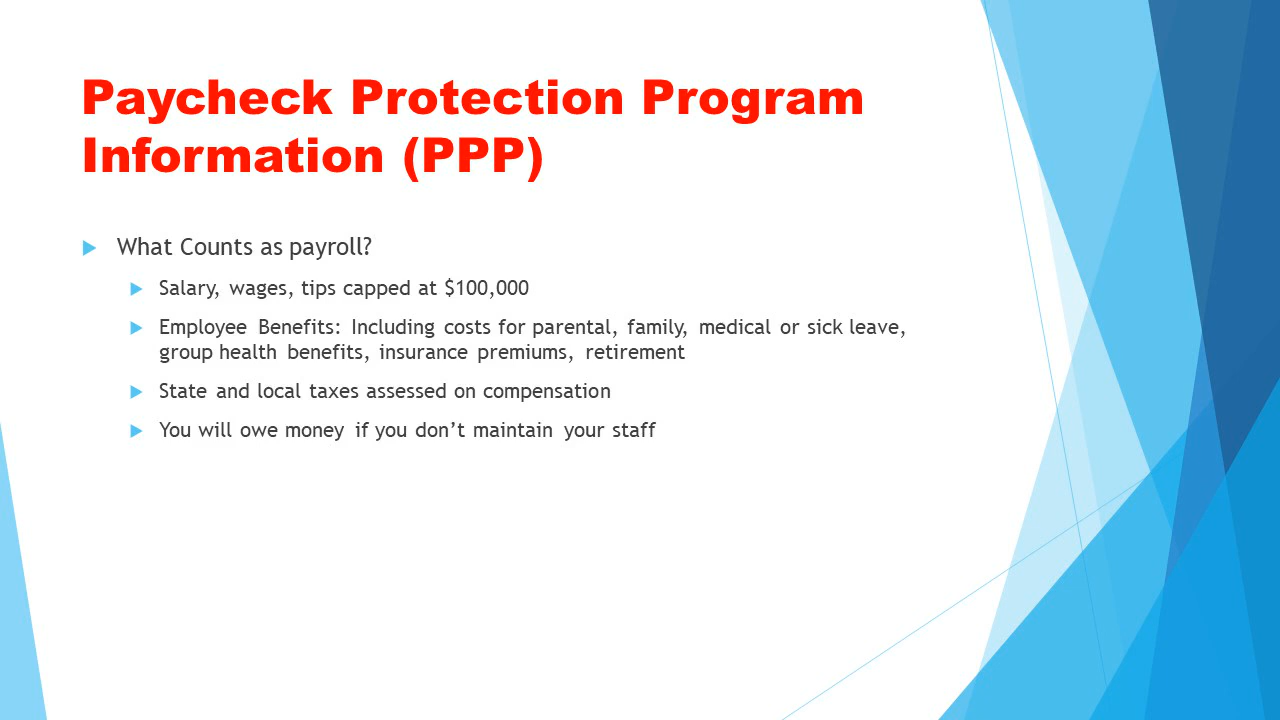 Paycheck Protection Program
Information (PPP)
What Counts as payroll?
Salary, wages, tips capped at $100,000
Employee Benefits: Including costs for parental, family, medical or sick leave,
group health benefits, insurance premiums, retirement
State and local taxes assessed on compensation
You will owe money if you don’t maintain your staff